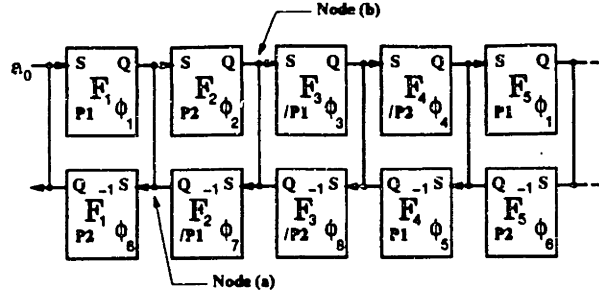 Node (b)
a0
S Q S Q S Q S Q S Q
F1 F2 F3 F4 F5
P1 ϕ1 P2 ϕ2 /P1 ϕ3 /P2 ϕ4 P1 ϕ1
Q -1 S Q -1 S Q -1 S Q -1 S Q -1 S
F1 F2 F3 F4 F5
P2 ϕ6 /P1 ϕ7 /P2 ϕ8 P1 ϕ5 P2 ϕ6
Node (a)